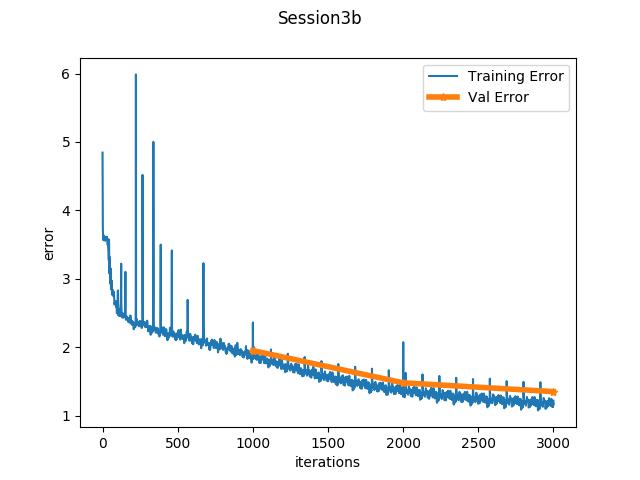 Session3b
Training Error
Val Error
error
6
5
4
3
2
1
0
500
1000
1500
2000
2500
3000
iterations